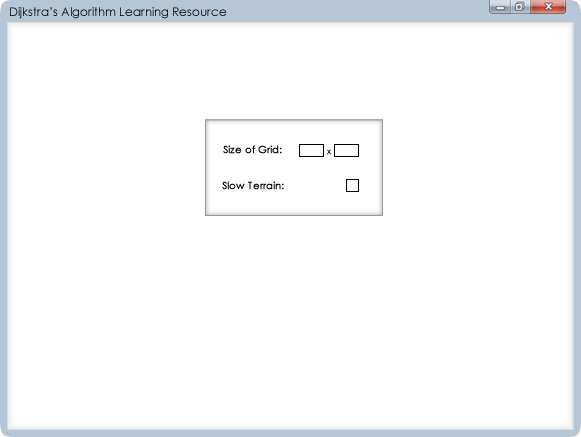 Dijkstra's Algorithm Learning Resource
Size of Grid: x
Slow Terrain: